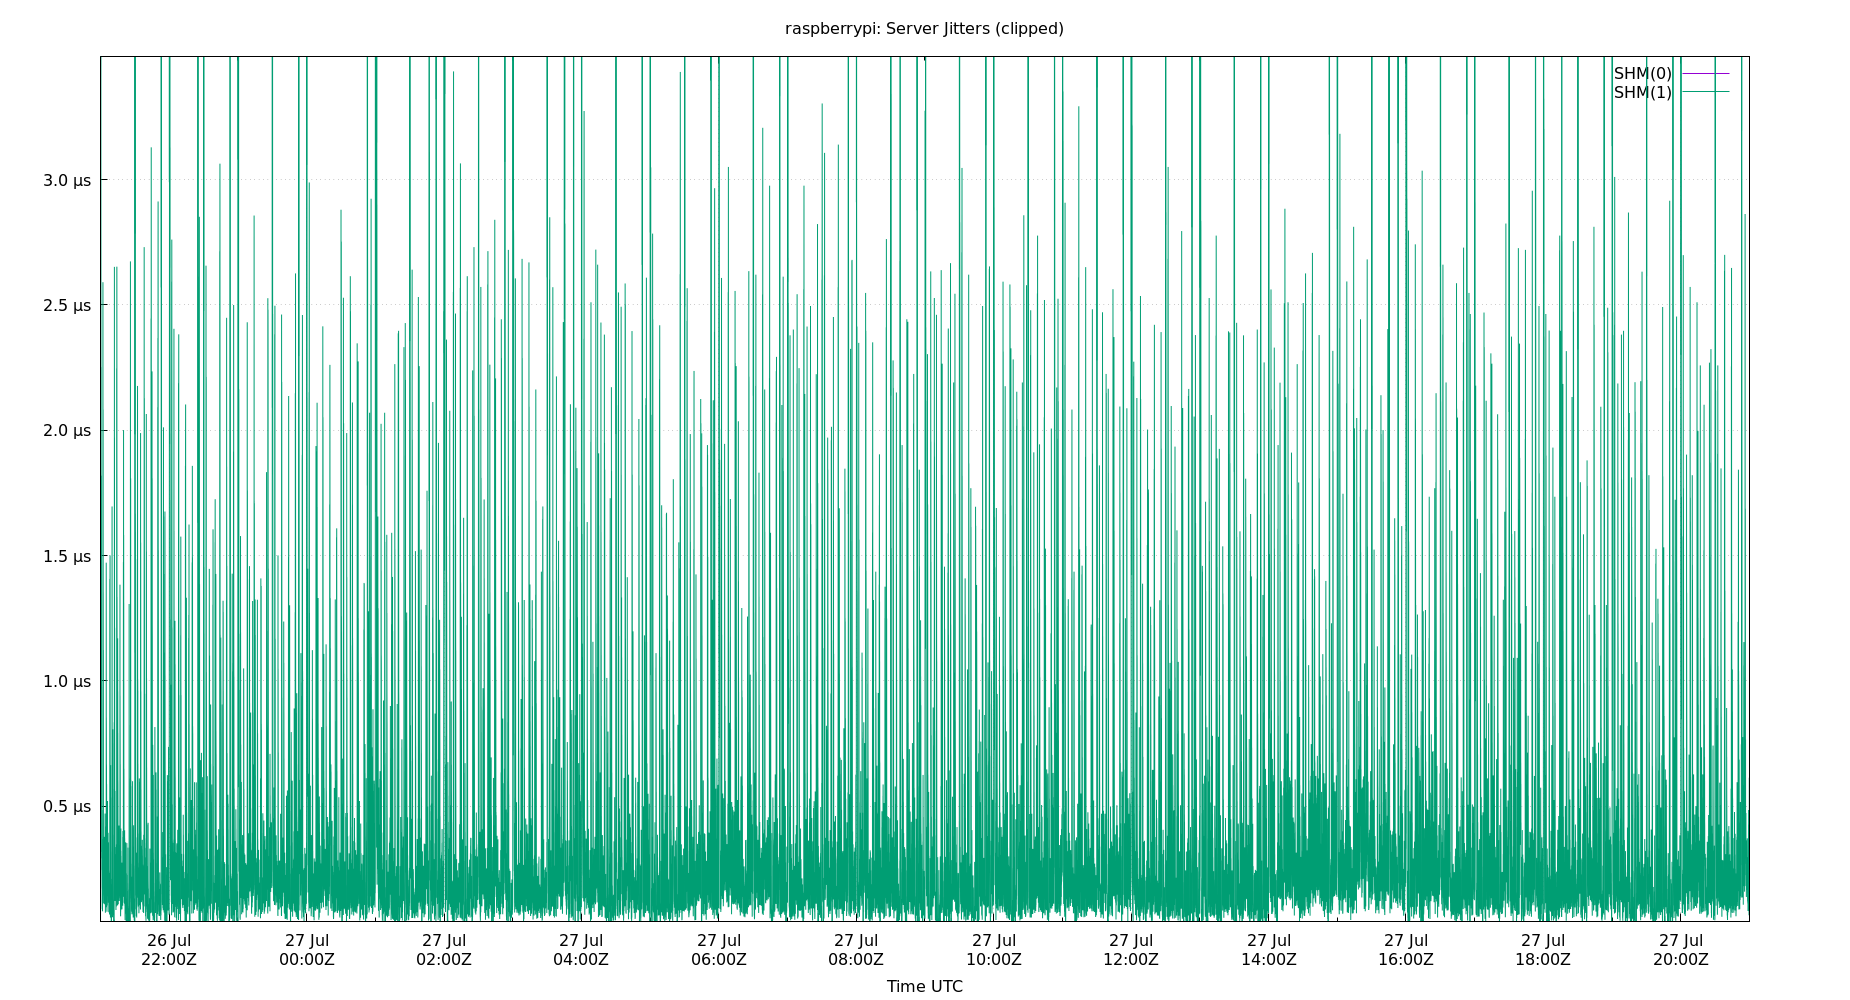 raspberrypi: Server Jitters (clipped)
SHM(0)
SHM(1)
3.0 µs
2.5 µs
2.0 µs
1.5 µs
1.0 µs
0.5 µs
26 Jul 27 Jul 27 Jul 27 Jul 27 Jul 27 Jul 27 Jul 27 Jul 27 Jul 27 Jul 27 Jul 27 Jul
22:00Z 00:00Z 02:00Z 04:00Z 06:00Z 08:00Z 10:00Z 12:00Z 14:00Z 16:00Z 18:00Z 20:00Z
Time UTC